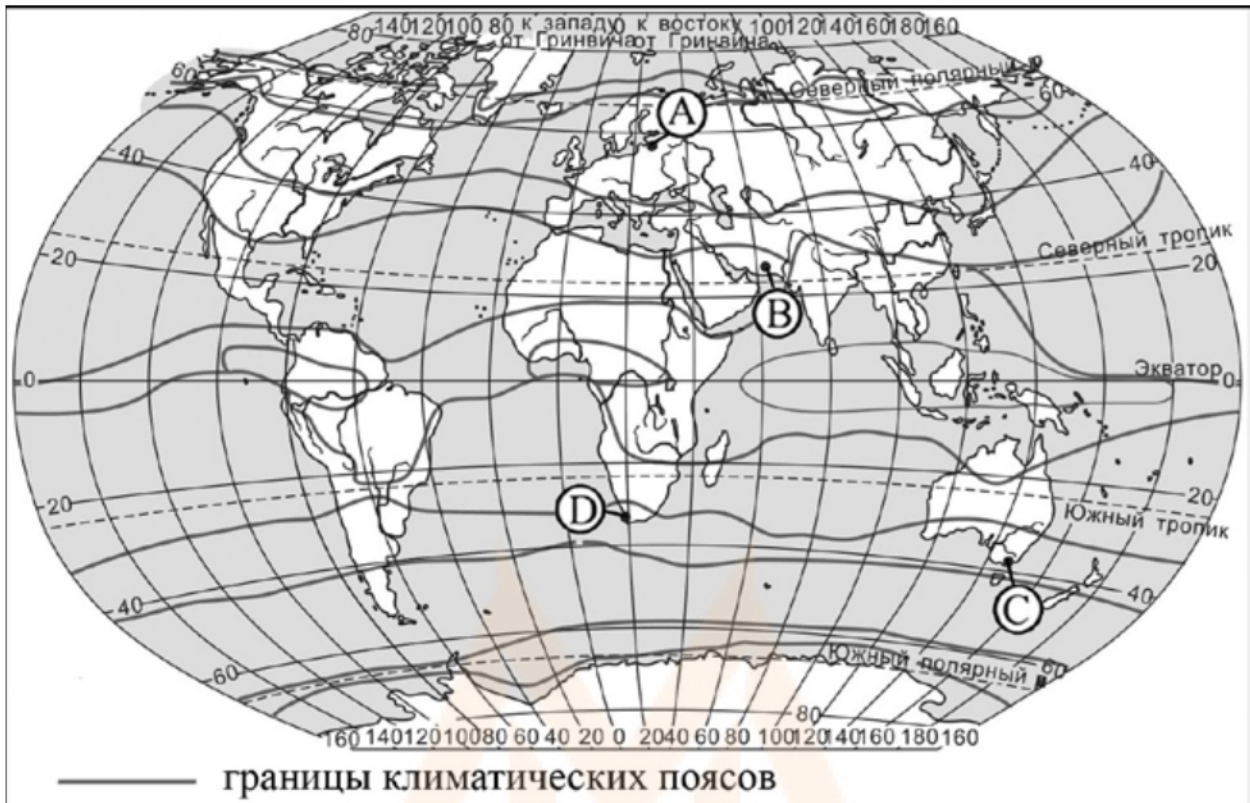 140 120 100 80 к западу 0 к востоку 100 120 140 160 180 160
80 от Гринвича от Гринвича
60
Северный полярный
60
A
40
40
Северный тропик
20
20
B
Экватор
0
0
20
20
D
Южный тропик
40
40
C
Южный полярный
60
60
80
160 140 120 100 80 60 40 20 0 20 40 60 80 100 120 140 160 180 160
границы климатических поясов